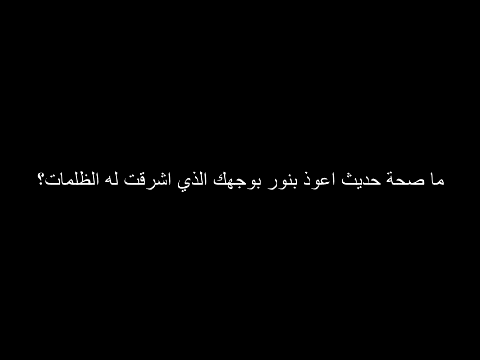 ما صحة حديث اعوذ بنور بوجهك الذي اشرقت له الظلمات؟